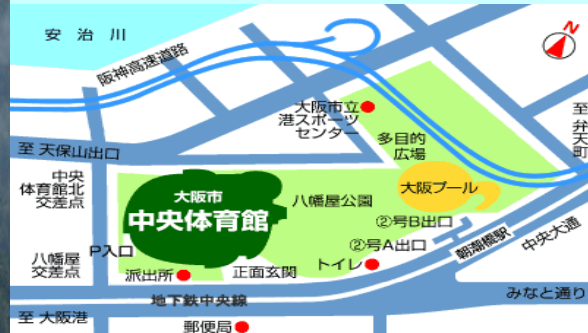 安治川
N
阪神高速道路
大阪市立
港スポーツ
センター
至弁天町
多目的
広場
至 天保山出口
中央
体育館北
交差点
大阪市
中央体育館
八幡屋公園
大阪プール
②号B出口
②号A出口
朝潮橋駅
中央大通
八幡屋
交差点
P入口
派出所
正面玄関
トイレ
地下鉄中央線
みなと通り
至 大阪港
郵便局